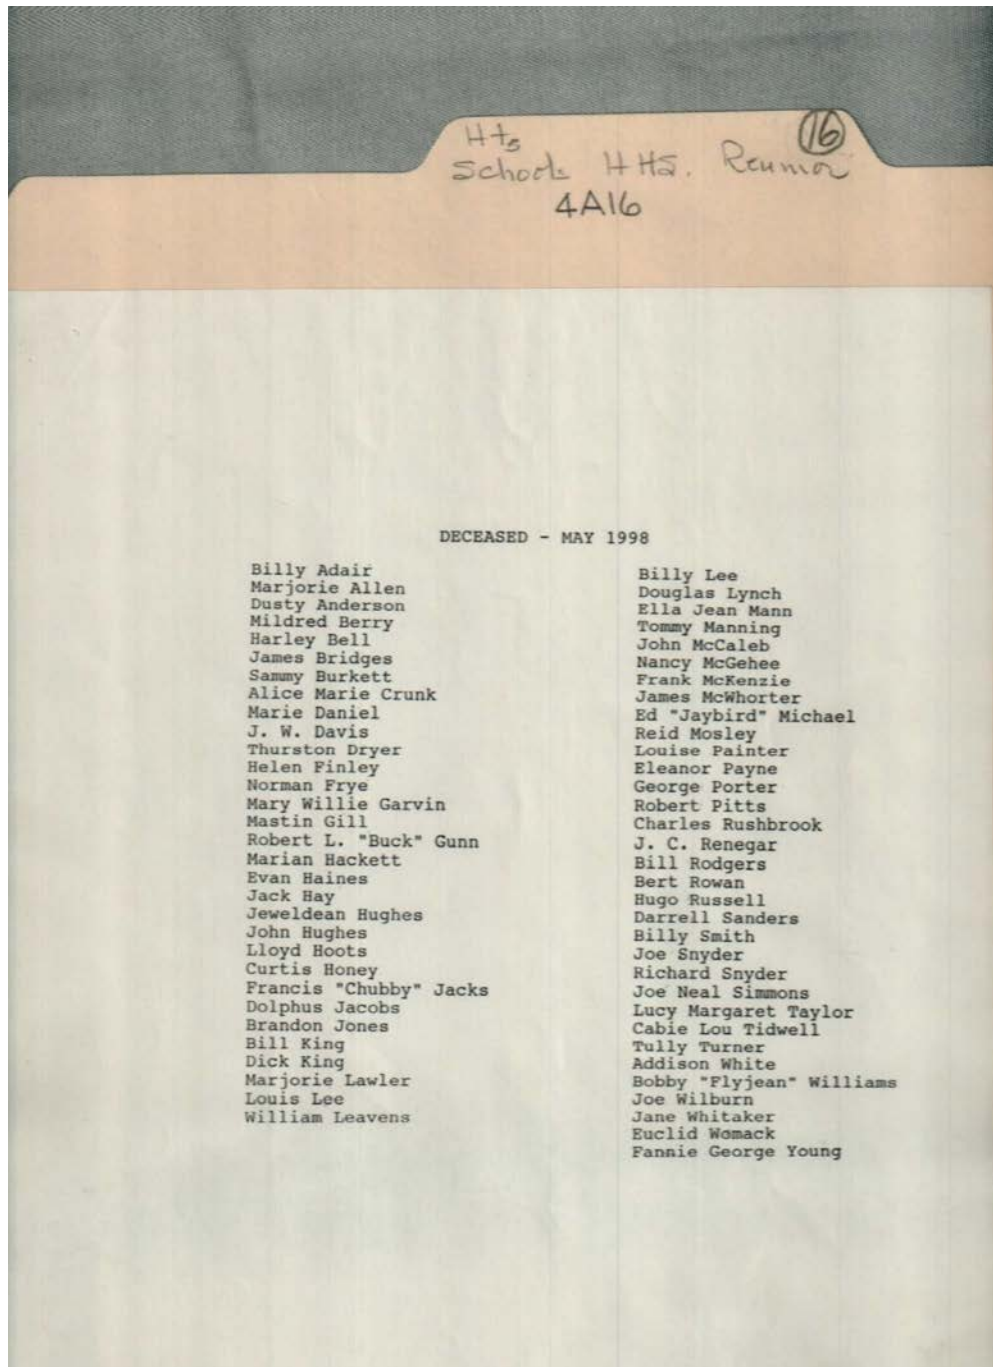 16
Hts
Schools HHS. Reunion
4A16
DECEASED - MAY 1998
Billy Adair
Marjorie Allen
Dusty Anderson
Mildred Berry
Harley Bell
James Bridges
Sammy Burkett
Alice Marie Crunk
Marie Daniel
J. W. Davis
Thurston Dryer
Helen Finley
Norman Frye
Mary Willie Garvin
Mastin Gill
Robert L. "Buck" Gunn
Marian Hackett
Evan Haines
Jack Hay
Jeweldean Hughes
John Hughes
Lloyd Hoots
Curtis Honey
Francis "Chubby" Jacks
Dolphus Jacobs
Brandon Jones
Bill King
Dick King
Marjorie Lawler
Louis Lee
William Leavens
Billy Lee
Douglas Lynch
Ella Jean Mann
Tommy Manning
John McCaleb
Nancy McGehee
Frank McKenzie
James McWhorter
Ed "Jaybird" Michael
Reid Mosley
Louise Painter
Eleanor Payne
George Porter
Robert Pitts
Charles Rushbrook
J. C. Renegar
Bill Rodgers
Bert Rowan
Hugo Russell
Darrell Sanders
Billy Smith
Joe Snyder
Richard Snyder
Joe Neal Simmons
Lucy Margaret Taylor
Cabie Lou Tidwell
Tully Turner
Addison White
Bobby "Flyjean" Williams
Joe Wilburn
Jane Whitaker
Euclid Womack
Fannie George Young